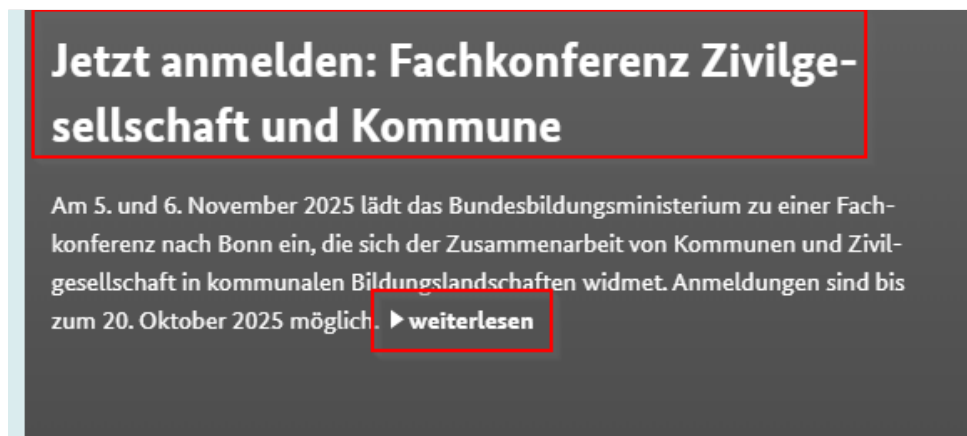 Jetzt anmelden: Fachkonferenz Zivilge-
sellschaft und Kommune
Am 5. und 6. November 2025 lädt das Bundesbildungsministerium zu einer Fach-
konferenz nach Bonn ein, die sich der Zusammenarbeit von Kommunen und Zivil-
gesellschaft in kommunalen Bildungslandschaften widmet. Anmeldungen sind bis
zum 20. Oktober 2025 möglich. weiterlesen